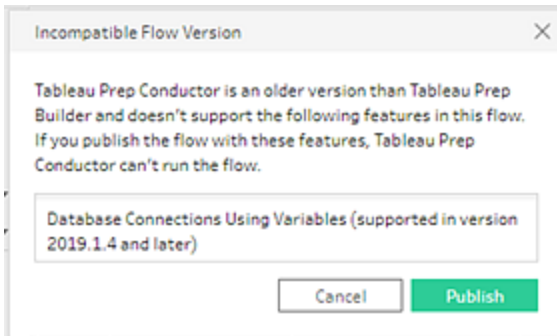 Incompatible Flow Version
Tableau Prep Conductor is an older version than Tableau Prep
Builder and doesn't support the following features in this flow.
If you publish the flow with these features, Tableau Prep
Conductor can't run the flow.
Database Connections Using Variables (supported in version
2019.1.4 and later)
Cancel
Publish